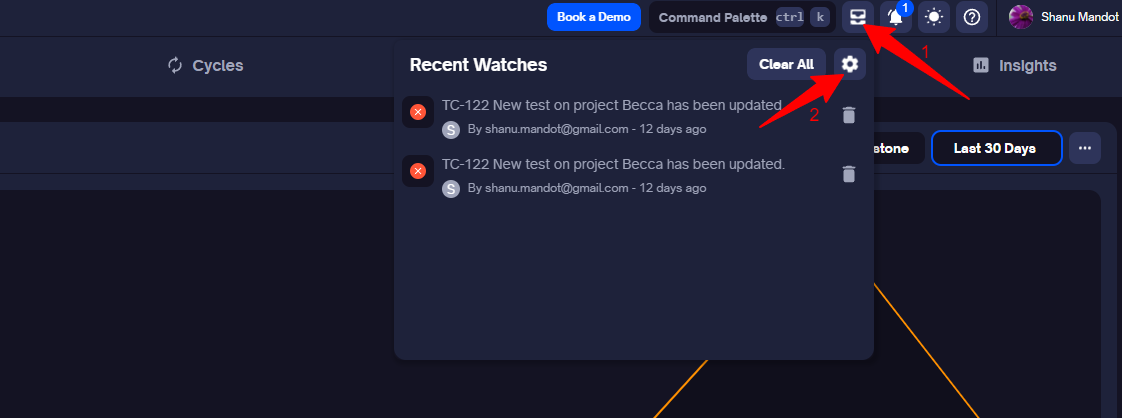 Book a Demo Command Palette ctrl k 1 Shanu Mandot
Cycles
Recent Watches Clear All
1
Insights
TC-122 New test on project Becca has been updated.
S By shanu.mandot@gmail.com - 12 days ago
2
stone Last 30 Days
TC-122 New test on project Becca has been updated.
S By shanu.mandot@gmail.com - 12 days ago